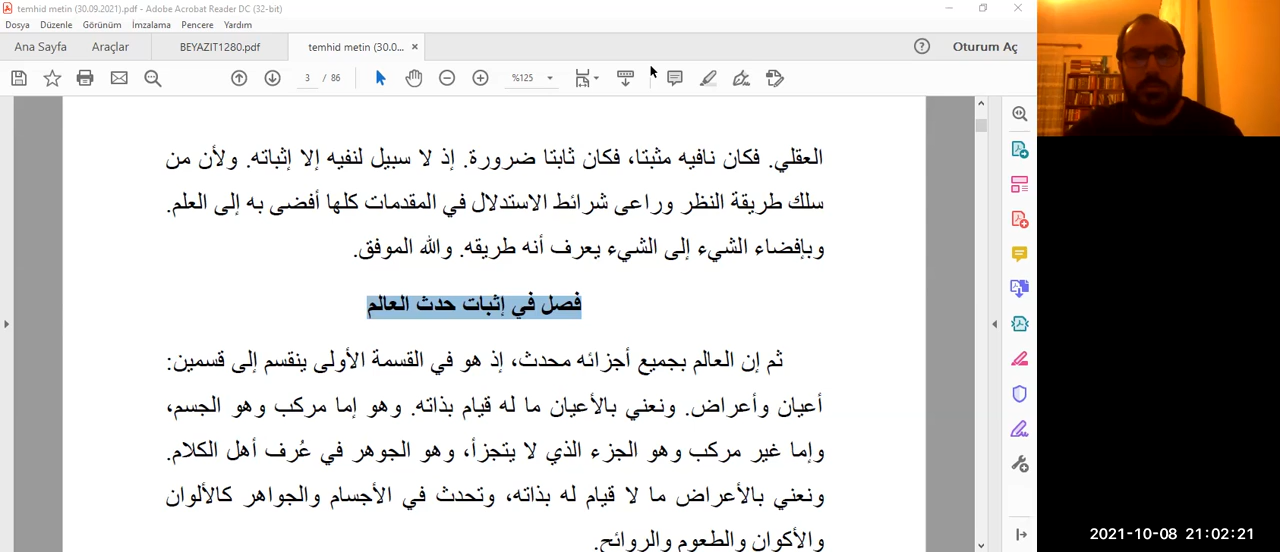 temhid metin (30.09.2021).pdf - Adobe Acrobat Reader DC (32-bit)
Dosya Düzenle Görünüm İmzalama Pencere Yardım
Ana Sayfa Araçlar BEYAZIT1280.pdf temhid metin (30.0... × Oturum Aç
3 / 86 %125
العقلي. فكان نافيه مثبتا، فكان ثابتا ضرورة. إذ لا سبيل لنفيه إلا إثباته. ولأن من
سلك طريقة النظر وراعى شرائط الاستدلال في المقدمات كلها أفضى به إلى العلم.
وبإفضاء الشيء إلى الشيء يعرف أنه طريقه. والله الموفق.
فصل في إثبات حدث العالم
ثم إن العالم بجميع أجزائه محدث، إذ هو في القسمة الأولى ينقسم إلى قسمين:
أعيان وأعراض. ونعني بالأعيان ما له قيام بذاته. وهو إما مركب وهو الجسم،
وإما غير مركب وهو الجزء الذي لا يتجزأ، وهو الجوهر في عُرف أهل الكلام.
ونعني بالأعراض ما لا قيام له بذاته، وتحدث في الأجسام والجواهر كالألوان
والأكوان والطعوم والروائح.
2021-10-08 21:02:21